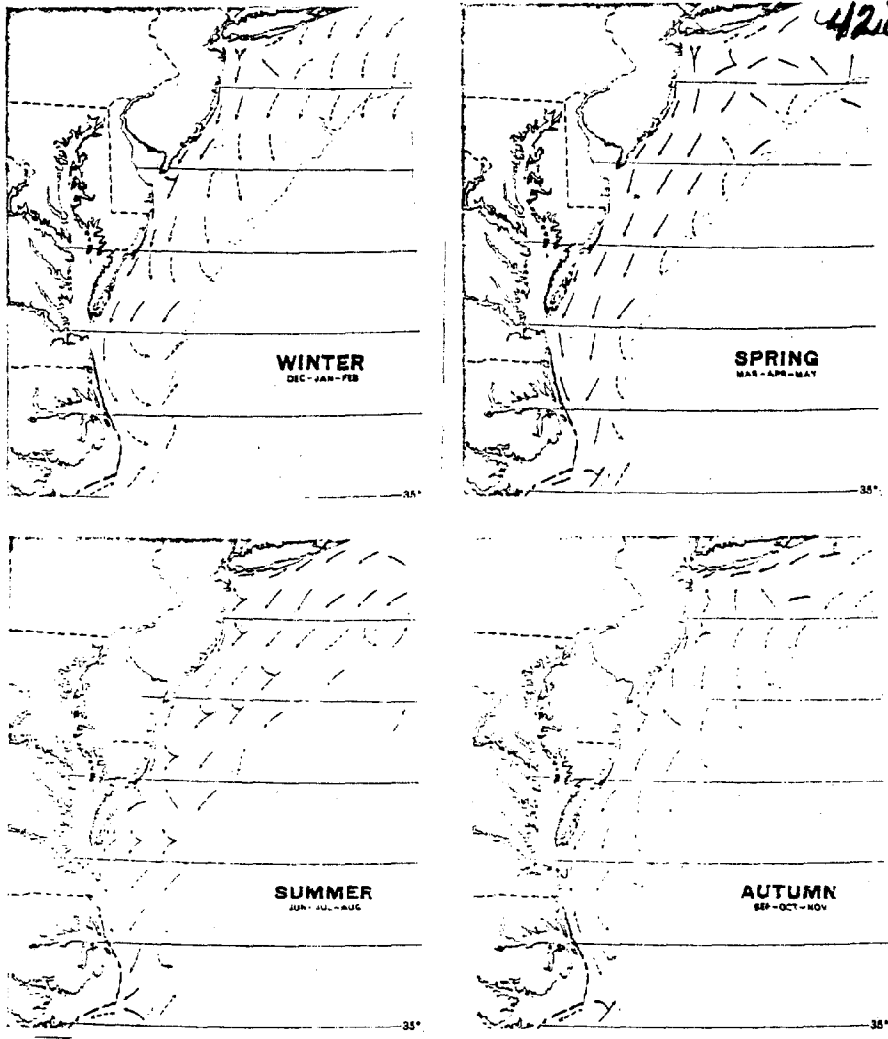 WINTER
DEC-JAN-FEB
35°
SPRING
MAR-APR-MAY
35°
SUMMER
JUN-JUL-AUG
35°
AUTUMN
SEP-OCT-NOV
35°